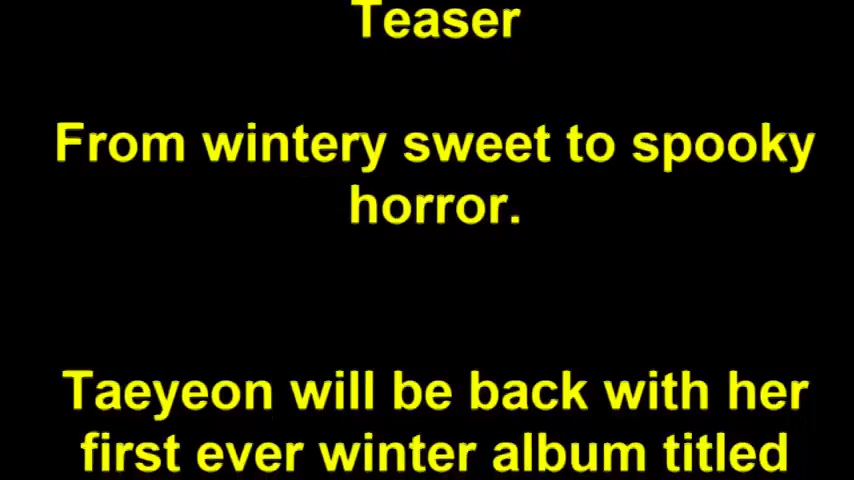 Teaser
From wintery sweet to spooky
horror.
Taeyeon will be back with her
first ever winter album titled